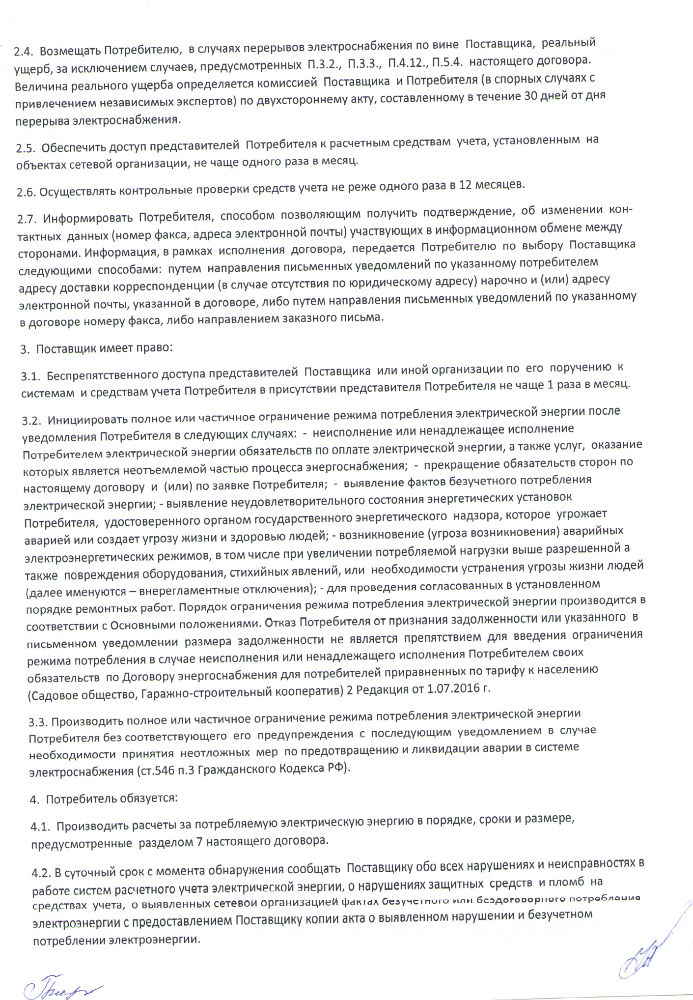 2.4. Возмещать Потребителю, в случаях перерывов электроснабжения по вине Поставщика, реальный
ущерб, за исключением случаев, предусмотренных П.3.2., П.3.3., П.4.12., П.5.4. настоящего договора.
Величина реального ущерба определяется комиссией Поставщика и Потребителя (в спорных случаях с
привлечением независимых экспертов) по двухстороннему акту, составленному в течение 30 дней от дня
перерыва электроснабжения.
2.5. Обеспечить доступ представителей Потребителя к расчетным средствам учета, установленным на
объектах сетевой организации, не чаще одного раза в месяц.
2.6. Осуществлять контрольные проверки средств учета не реже одного раза в 12 месяцев.
2.7. Информировать Потребителя, способом позволяющим получить подтверждение, об изменении кон-
тактных данных (номер факса, адреса электронной почты) участвующих в информационном обмене между
сторонами. Информация, в рамках исполнения договора, передается Потребителю по выбору Поставщика
следующими способами: путем направления письменных уведомлений по указанному потребителем
адресу доставки корреспонденции (в случае отсутствия по юридическому адресу) нарочно и (или) адресу
электронной почты, указанной в договоре, либо путем направления письменных уведомлений по указанному
в договоре номеру факса, либо направлением заказного письма.
3. Поставщик имеет право:
3.1. Беспрепятственного доступа представителей Поставщика или иной организации по его поручению к
системам и средствам учета Потребителя в присутствии представителя Потребителя не чаще 1 раза в месяц.
3.2. Инициировать полное или частичное ограничение режима потребления электрической энергии после
уведомления Потребителя в следующих случаях: - неисполнение или ненадлежащее исполнение
Потребителем электрической энергии обязательств по оплате электрической энергии, а также услуг, оказание
которых является неотъемлемой частью процесса энергоснабжения; - прекращение обязательств сторон по
настоящему договору и (или) по заявке Потребителя; - выявление фактов безучетного потребления
электрической энергии; - выявление неудовлетворительного состояния энергетических установок
Потребителя, удостоверенного органом государственного энергетического надзора, которое угрожает
аварией или создает угрозу жизни и здоровью людей; - возникновение (угроза возникновения) аварийных
электроэнергетических режимов, в том числе при увеличении потребляемой нагрузки выше разрешенной а
также повреждения оборудования, стихийных явлений, или необходимости устранения угрозы жизни людей
(далее именуются – внерегламентные отключения); - для проведения согласованных в установленном
порядке ремонтных работ. Порядок ограничения режима потребления электрической энергии производится в
соответствии с Основными положениями. Отказ Потребителя от признания задолженности или указанного в
письменном уведомлении размера задолженности не является препятствием для введения ограничения
режима потребления в случае неисполнения или ненадлежащего исполнения Потребителем своих
обязательств по Договору энергоснабжения для потребителей приравненных по тарифу к населению
(Садовое общество, Гаражно-строительный кооператив) 2 Редакция от 1.07.2016 г.
3.3. Производить полное или частичное ограничение режима потребления электрической энергии
Потребителя без соответствующего его предупреждения с последующим уведомлением в случае
необходимости принятия неотложных мер по предотвращению и ликвидации аварии в системе
электроснабжения (ст.546 п.3 Гражданского Кодекса РФ).
4. Потребитель обязуется:
4.1. Производить расчеты за потребляемую электрическую энергию в порядке, сроки и размере,
предусмотренные разделом 7 настоящего договора.
4.2. В суточный срок с момента обнаружения сообщать Поставщику обо всех нарушениях и неисправностях в
работе систем расчетного учета электрической энергии, о нарушениях защитных средств и пломб на
средствах учета, о выявленных сетевой организацией фактах безучетного или бездоговорного потребления
электроэнергии с предоставлением Поставщику копии акта о выявленном нарушении и безучетном
потреблении электроэнергии.